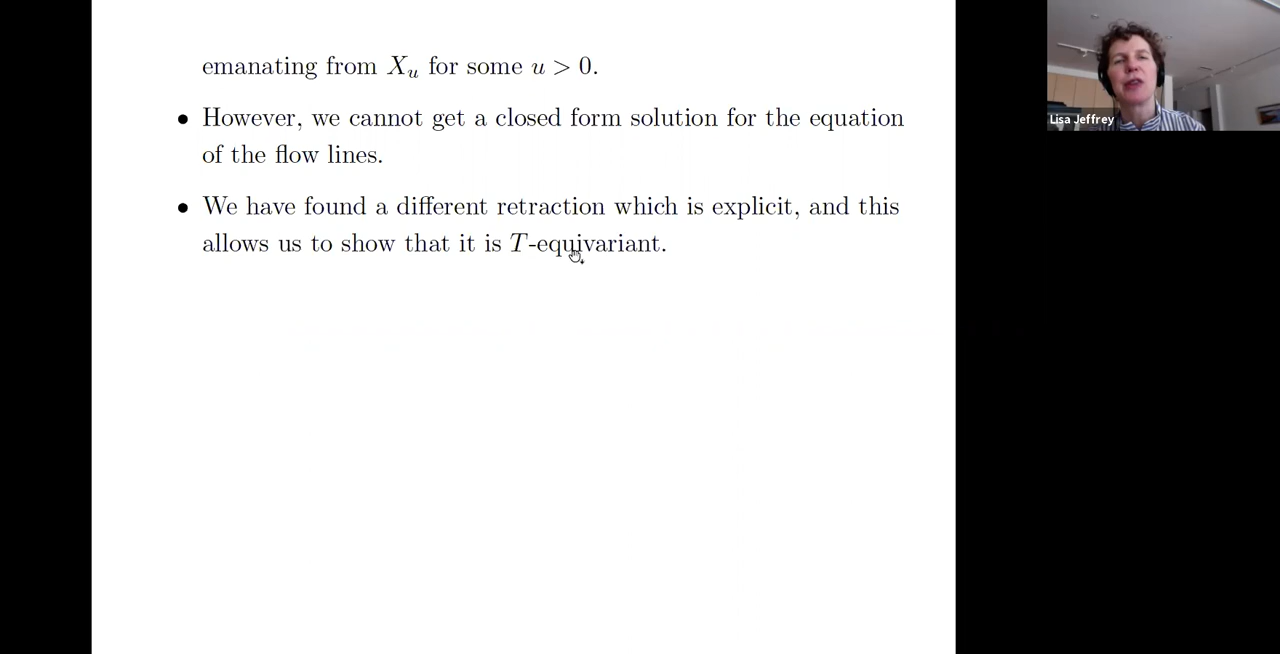 emanating from X_u for some u > 0.
• However, we cannot get a closed form solution for the equation
of the flow lines.
• We have found a different retraction which is explicit, and this
allows us to show that it is T-equivariant.
Lisa Jeffrey